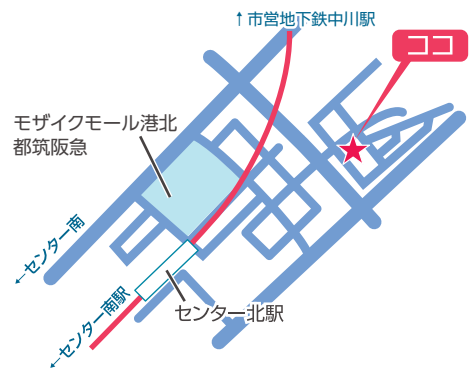 ↑市営地下鉄中川駅
ココ
モザイクモール港北
都筑阪急
←センター南
センター北駅
←センター南駅